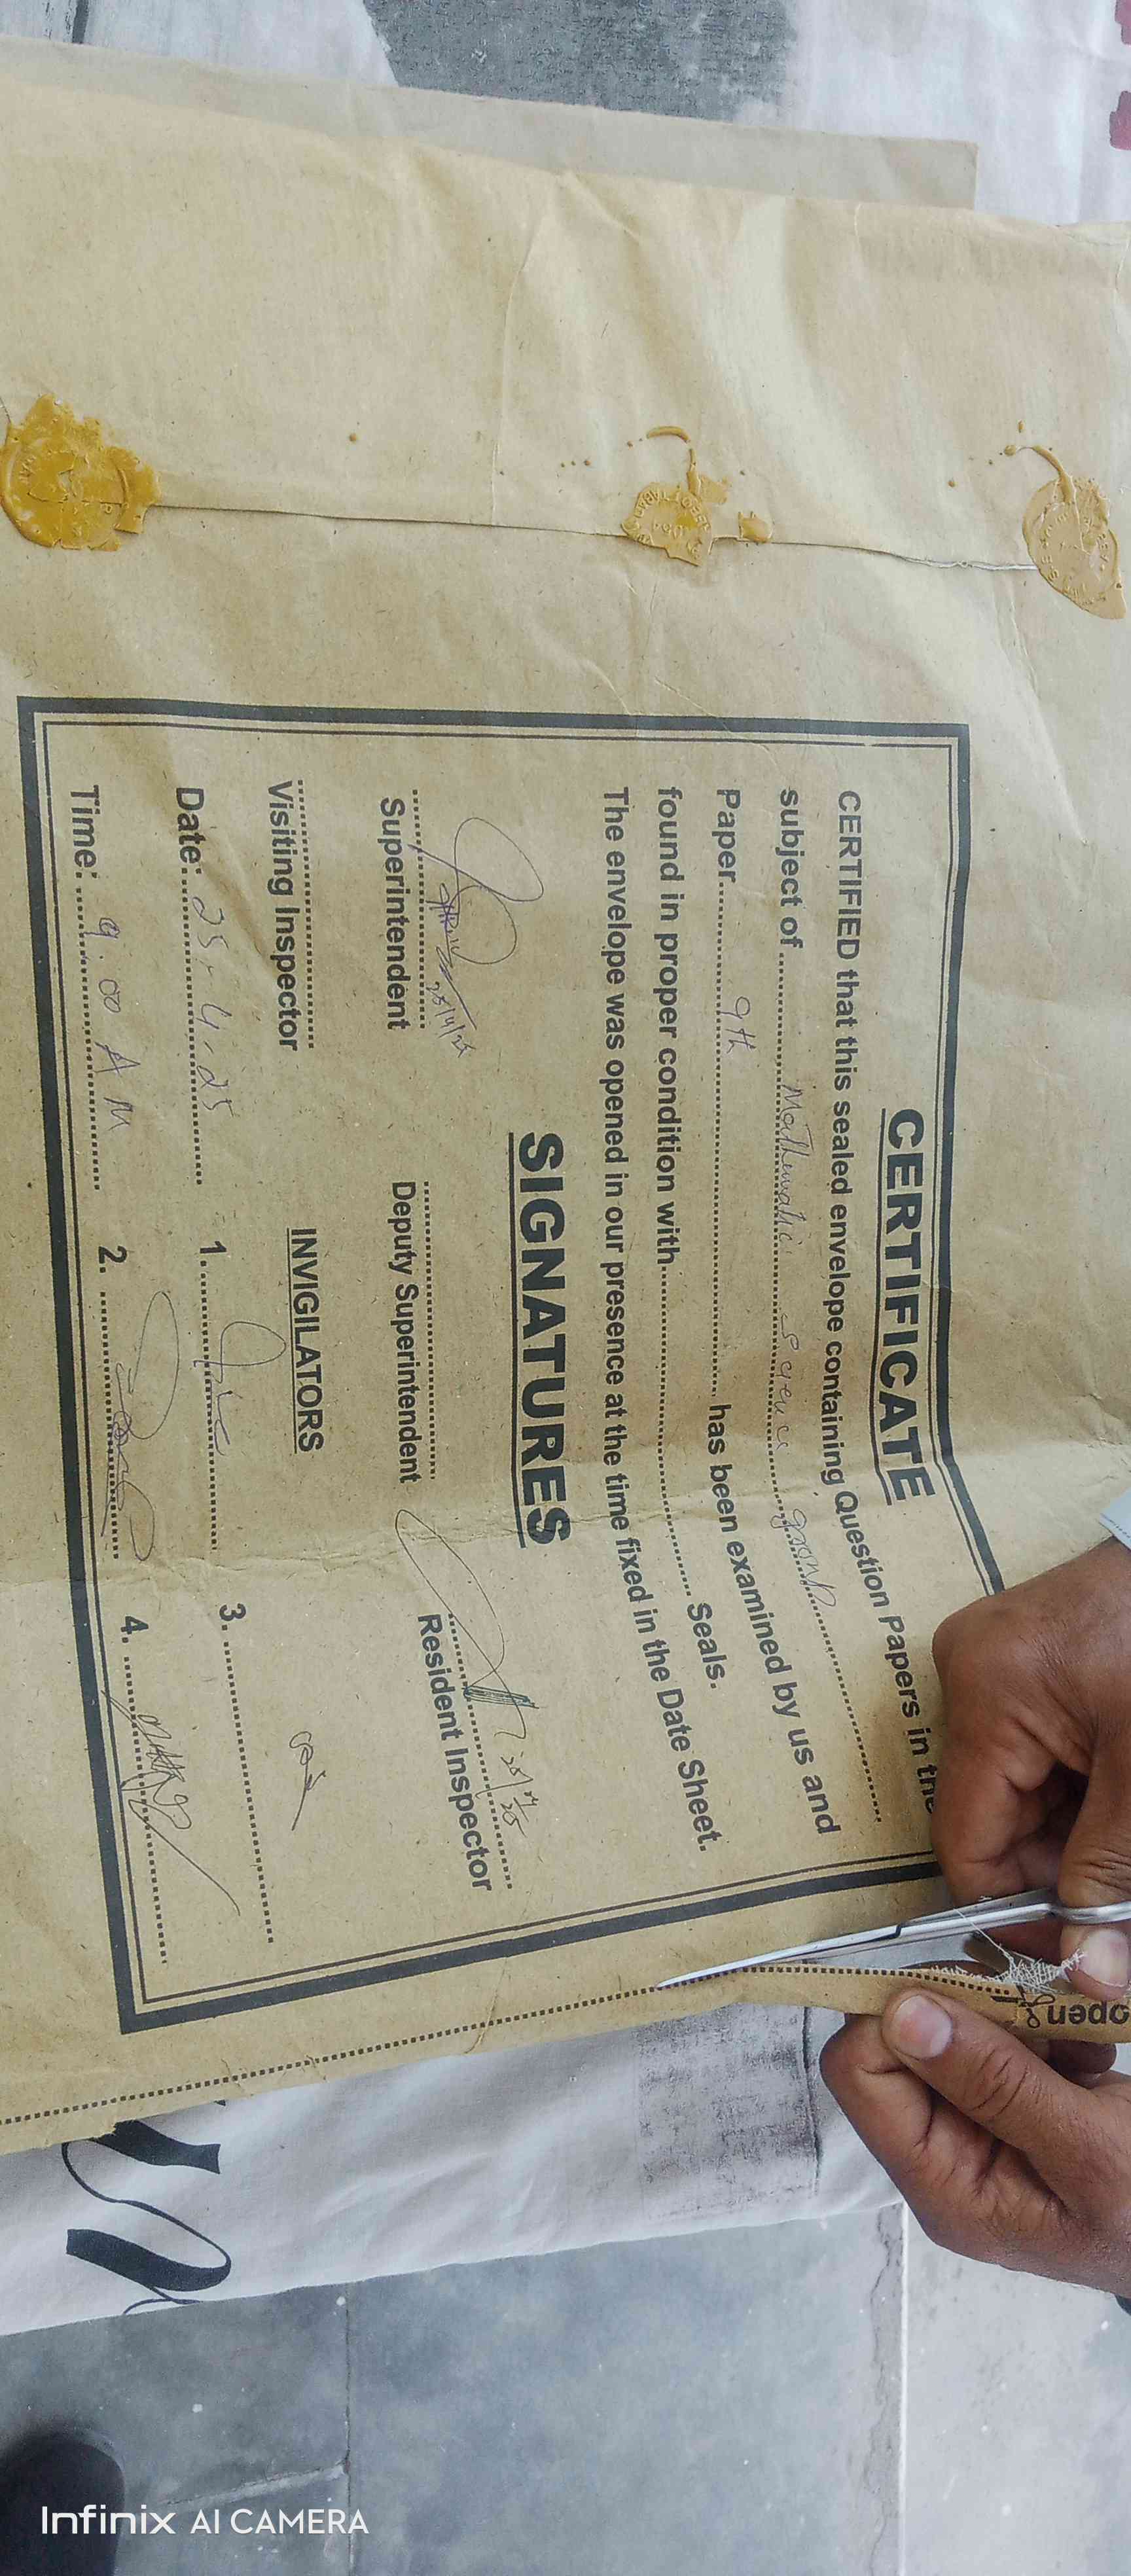 CERTIFICATE
CERTIFIED that this sealed envelope containing Question Papers in the
subject of Mathematic Science group
Paper 9th has been examined by us and
found in proper condition with Seals.
The envelope was opened in our presence at the time fixed in the Date Sheet.
SIGNATURES
25/4/25
Superintendent Deputy Superintendent Resident Inspector
Visiting Inspector INVIGILATORS
Date: 25-4-25 1. 3.
Time: 9.00 AM 2. 4.
open
Infinix AI CAMERA